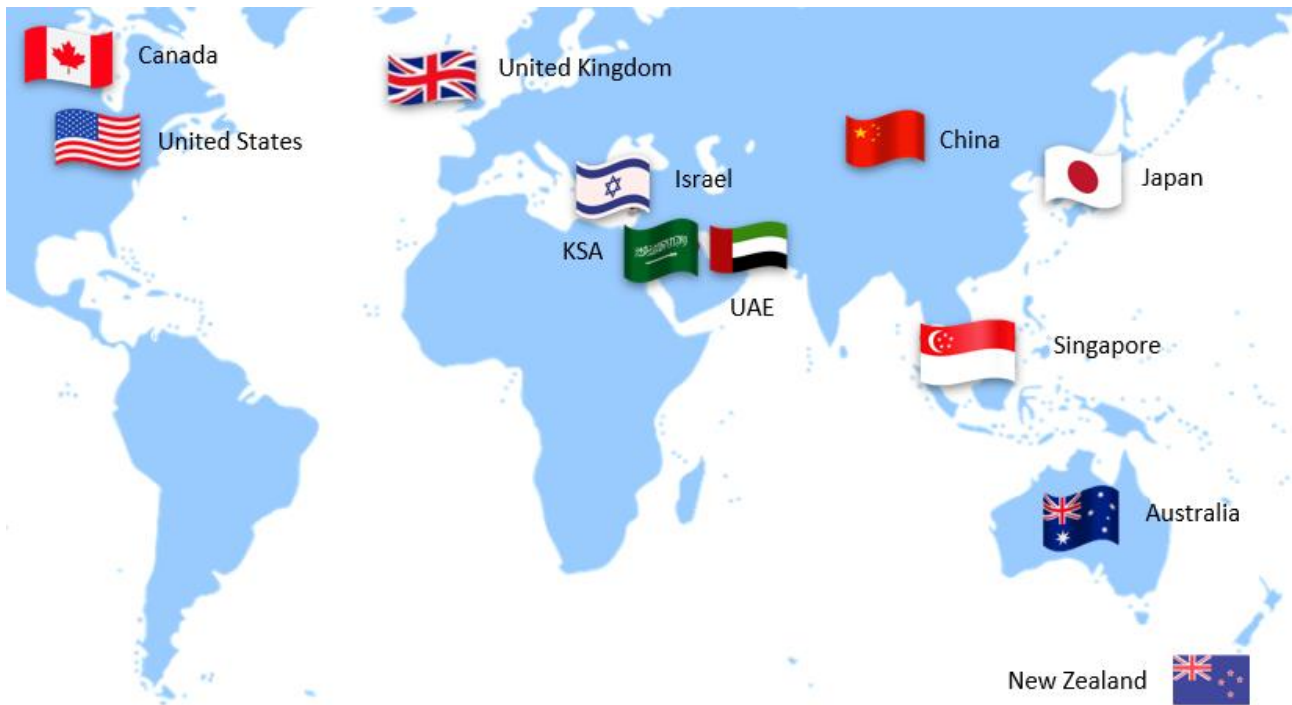 Canada
United Kingdom
United States
China
Israel
Japan
KSA
UAE
Singapore
Australia
New Zealand